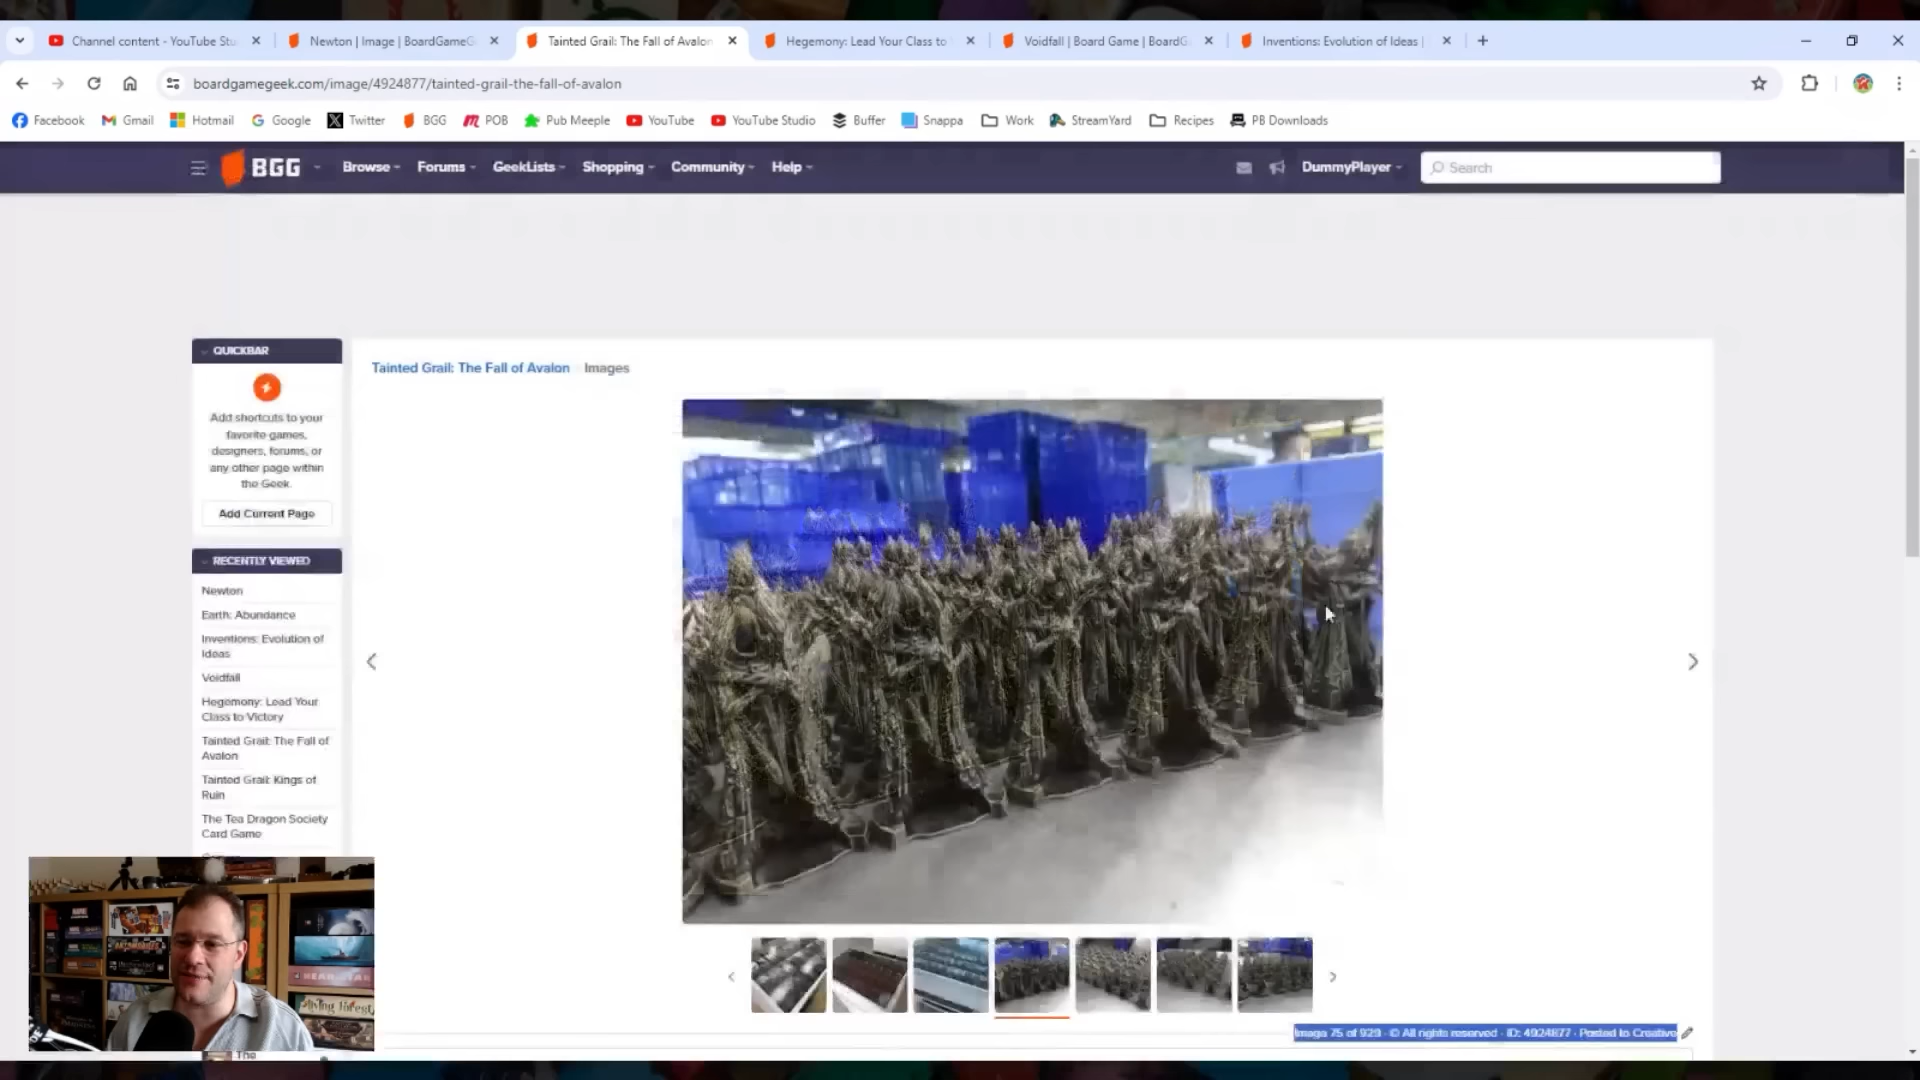 Channel content - YouTube Stu
Newton | Image | BoardGameG
Tainted Grail: The Fall of Avalon
Hegemony: Lead Your Class to
Voidfall | Board Game | BoardG
Inventions: Evolution of Ideas |
boardgamegeek.com/image/4924877/tainted-grail-the-fall-of-avalon
Facebook
Gmail
Hotmail
Google
Twitter
BGG
POB
Pub Meeple
YouTube
YouTube Studio
Buffer
Snappa
Work
StreamYard
Recipes
PB Downloads
BGG
Browse
Forums
GeekLists
Shopping
Community
Help
DummyPlayer
Search
QUICKBAR
Add shortcuts to your
favorite games,
designers, forums, or
any other page within
the Geek.
Add Current Page
RECENTLY VIEWED
Newton
Earth: Abundance
Inventions: Evolution of
Ideas
Voidfall
Hegemony: Lead Your
Class to Victory
Tainted Grail: The Fall of
Avalon
Tainted Grail: Kings of
Ruin
The Tea Dragon Society
Card Game
The
Tainted Grail: The Fall of Avalon
Images
Image 75 of 929 · © All rights reserved · ID: 4924877 · Posted to Creative
living forest